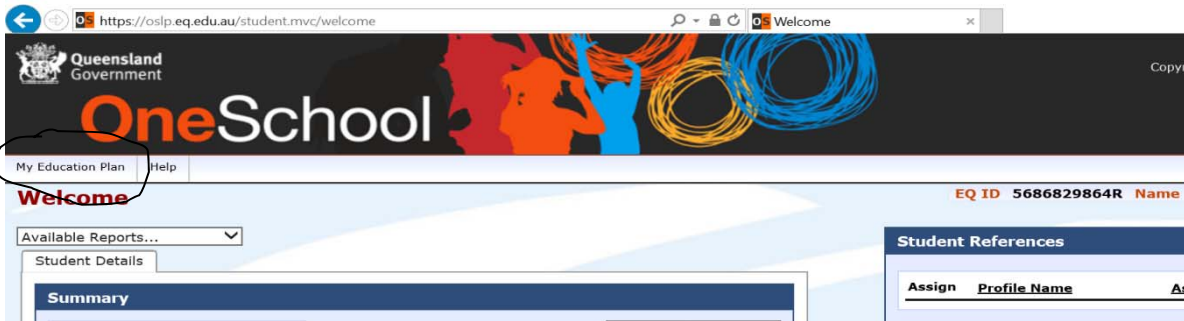 https://oslp.eq.edu.au/student.mvc/welcome
OS Welcome
Queensland
Government
OneSchool
My Education Plan Help
Welcome
EQ ID 5686829864R Name
Available Reports...
Student Details
Student References
Summary
Assign Profile Name